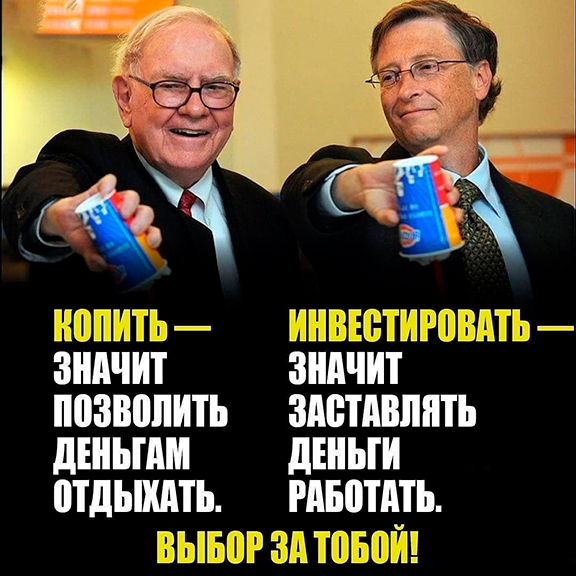 КОПИТЬ —
ЗНАЧИТ
ПОЗВОЛИТЬ
ДЕНЬГАМ
ОТДЫХАТЬ.
ИНВЕСТИРОВАТЬ —
ЗНАЧИТ
ЗАСТАВЛЯТЬ
ДЕНЬГИ
РАБОТАТЬ.
ВЫБОР ЗА ТОБОЙ!